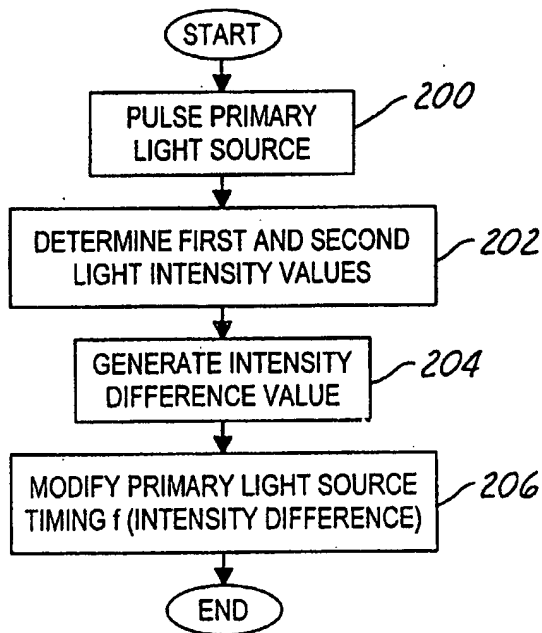 START
PULSE PRIMARY
LIGHT SOURCE
200
DETERMINE FIRST AND SECOND
LIGHT INTENSITY VALUES
202
GENERATE INTENSITY
DIFFERENCE VALUE
204
MODIFY PRIMARY LIGHT SOURCE
TIMING f (INTENSITY DIFFERENCE)
206
END